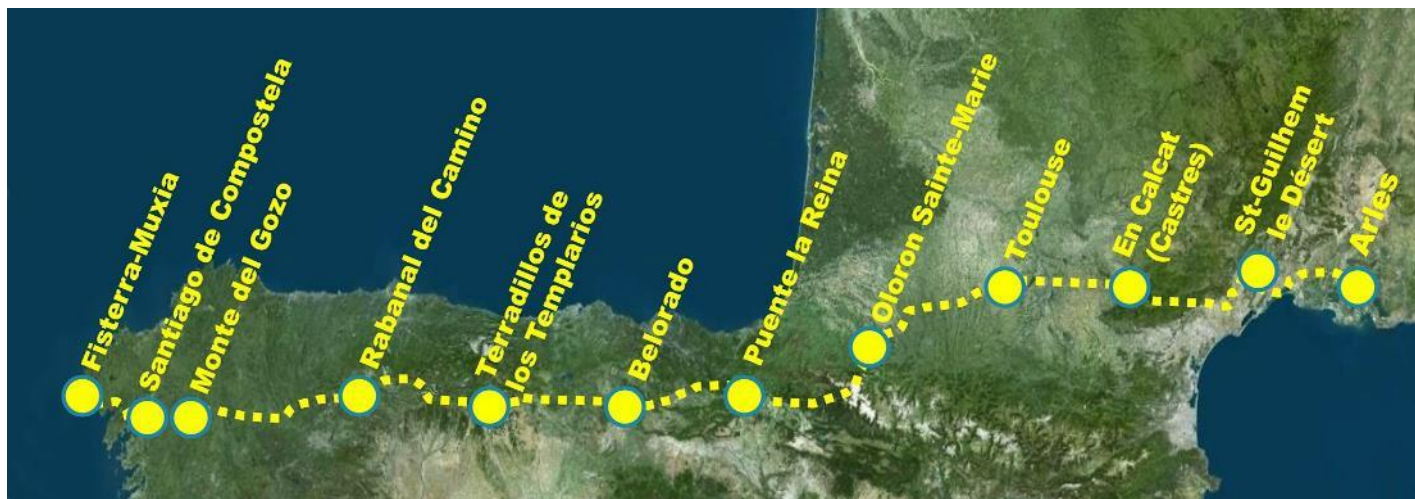 Fisterra-Muxia
Santiago de Compostela
Monte del Gozo
Rabanal del Camino
Terradillos de
los Templarios
Belorado
Puente la Reina
Oloron Sainte-Marie
Toulouse
En Calcat
(Castres)
St-Guilhem
le Désert
Arles